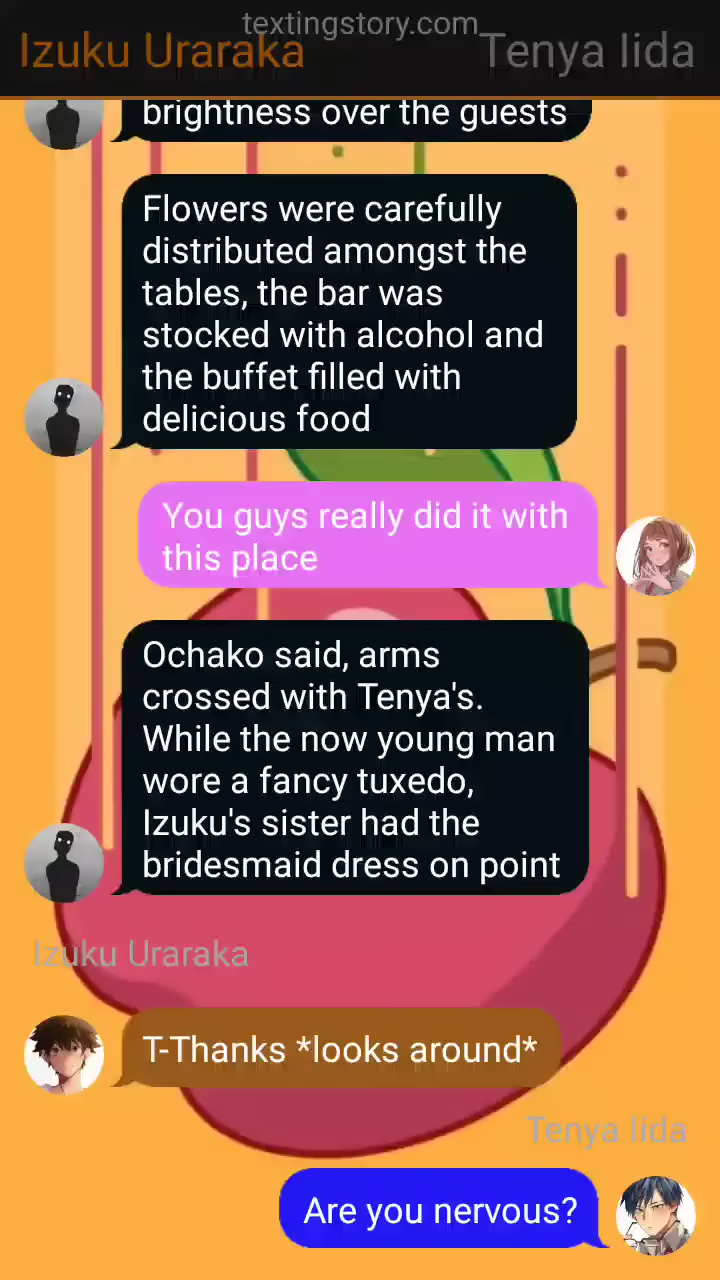 textingstory.com
Izuku Uraraka
Tenya Iida
brightness over the guests
Flowers were carefully
distributed amongst the
tables, the bar was
stocked with alcohol and
the buffet filled with
delicious food
You guys really did it with
this place
Ochako said, arms
crossed with Tenya's.
While the now young man
wore a fancy tuxedo,
Izuku's sister had the
bridesmaid dress on point
Izuku Uraraka
T-Thanks *looks around*
Tenya Iida
Are you nervous?